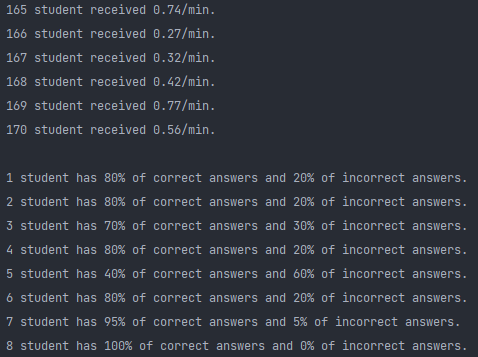 165 student received 0.74/min.
166 student received 0.27/min.
167 student received 0.32/min.
168 student received 0.42/min.
169 student received 0.77/min.
170 student received 0.56/min.
1 student has 80% of correct answers and 20% of incorrect answers.
2 student has 80% of correct answers and 20% of incorrect answers.
3 student has 70% of correct answers and 30% of incorrect answers.
4 student has 80% of correct answers and 20% of incorrect answers.
5 student has 40% of correct answers and 60% of incorrect answers.
6 student has 80% of correct answers and 20% of incorrect answers.
7 student has 95% of correct answers and 5% of incorrect answers.
8 student has 100% of correct answers and 0% of incorrect answers.